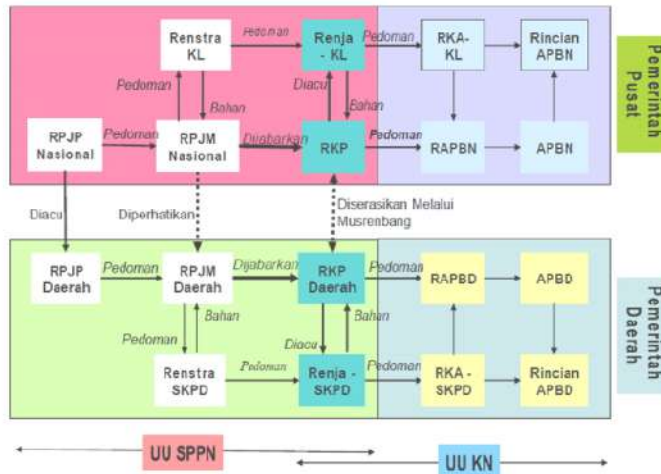 Renstra
KL
Pedoman
Renja
- KL
Pedoman
RKA-
KL
Rincian
APBN
Pedoman
Bahan
Diacu
Bahan
RPJP
Nasional
Pedoman
RPJM
Nasional
Dijabarkan
RKP
Pedoman
RAPBN
APBN
Pemerintah
Pusat
Diacu
Diperhatikan
Diserasikan Melalui
Musrenbang
RPJP
Daerah
Pedoman
RPJM
Daerah
Dijabarkan
RKP
Daerah
Pedoman
RAPBD
APBD
Pedoman
Bahan
Diacu
Bahan
Renstra
SKPD
Pedoman
Renja -
SKPD
Pedoman
RKA -
SKPD
Rincian
APBD
Pemerintah
Daerah
UU SPPN
UU KN